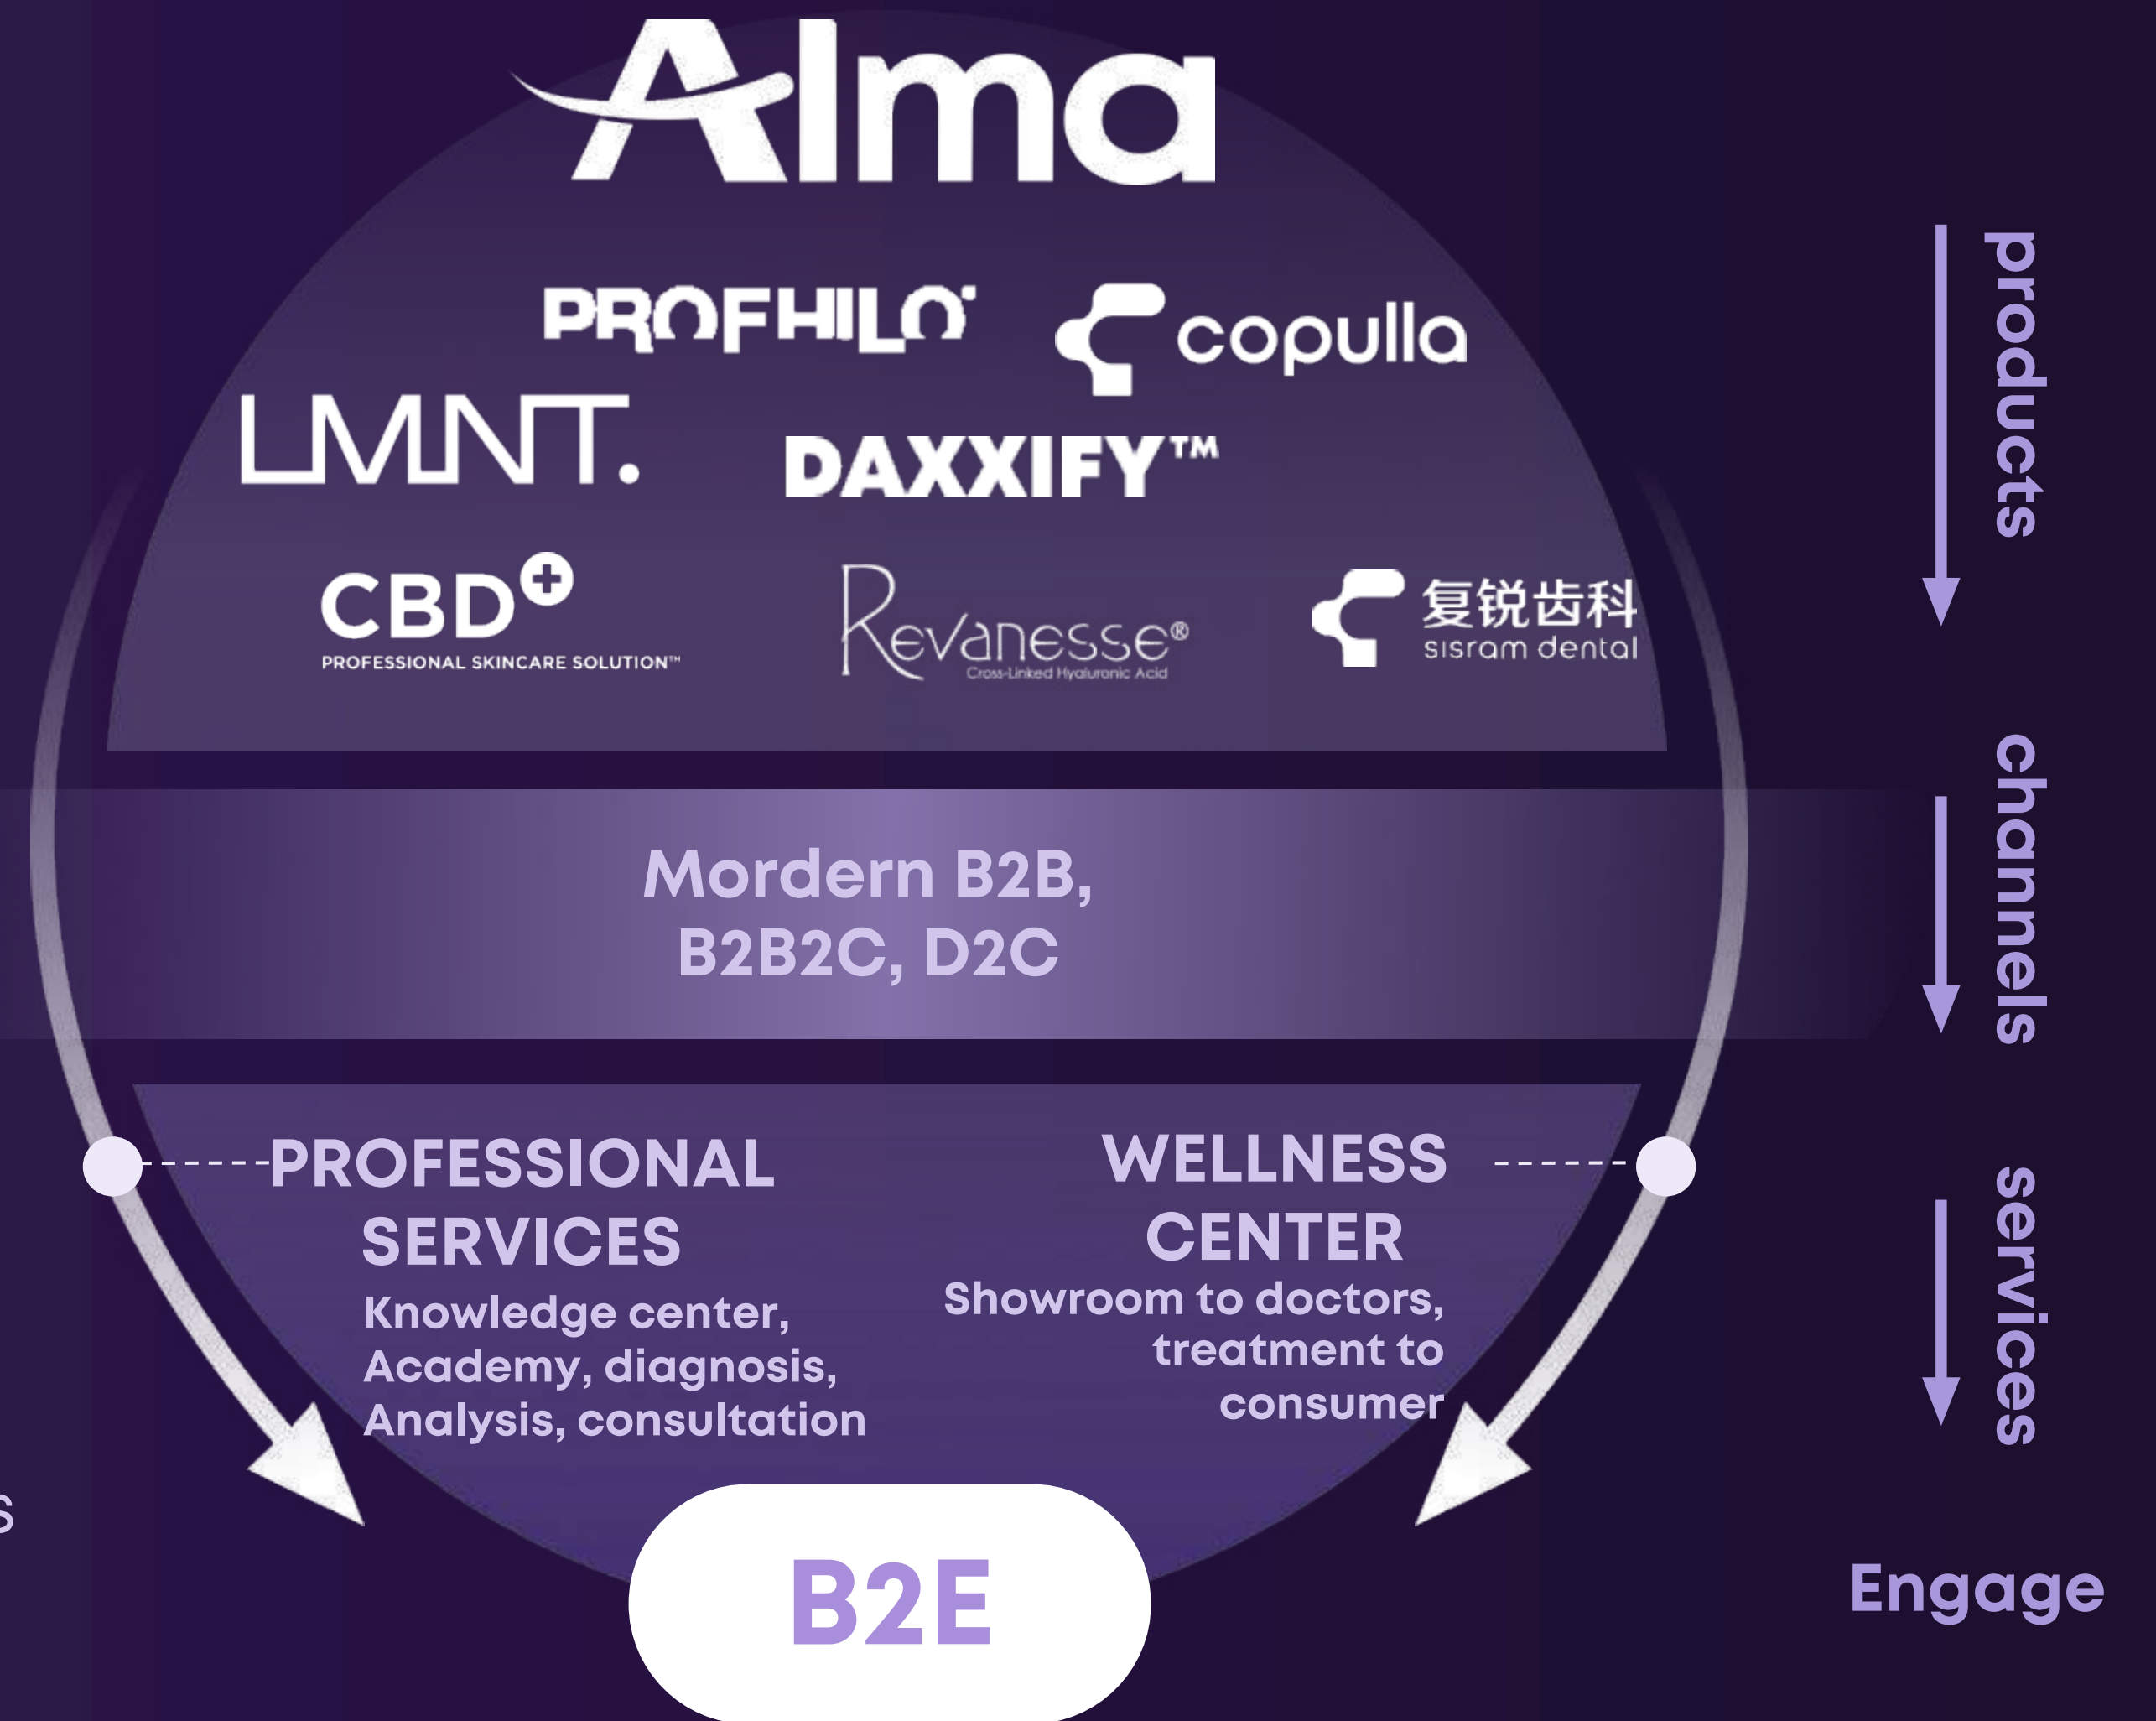 Alma
PROFHILO
copulla
LMNT.
DAXXIFY™
CBD+
PROFESSIONAL SKINCARE SOLUTION™
Revanesse®
Cross-Linked Hyaluronic Acid
复锐齿科
sisram dental
products
Mordern B2B,
B2B2C, D2C
channels
PROFESSIONAL
SERVICES
Knowledge center,
Academy, diagnosis,
Analysis, consultation
WELLNESS
CENTER
Showroom to doctors,
treatment to
consumer
services
B2E
Engage